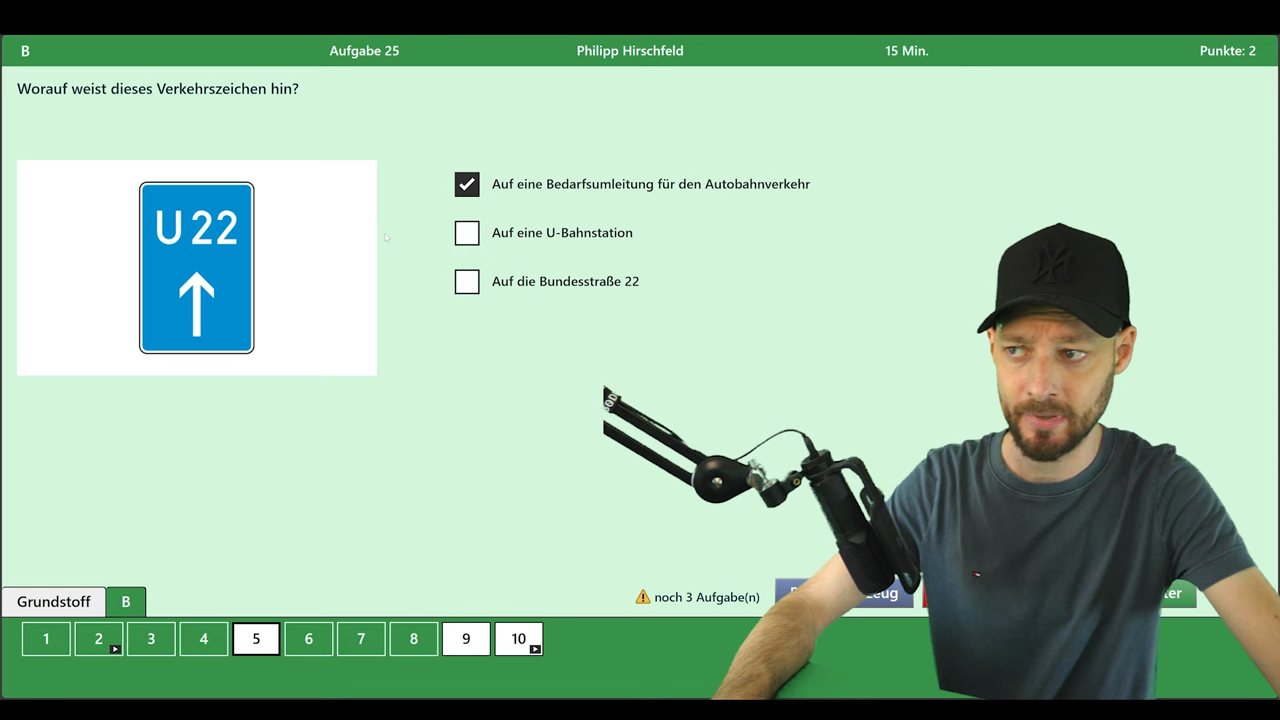 B
Aufgabe 25
Philipp Hirschfeld
15 Min.
Punkte: 2
Worauf weist dieses Verkehrszeichen hin?
U 22
Auf eine Bedarfsumleitung für den Autobahnverkehr
Auf eine U-Bahnstation
Auf die Bundesstraße 22
Grundstoff
B
noch 3 Aufgabe(n)
1 2 3 4 5 6 7 8 9 10